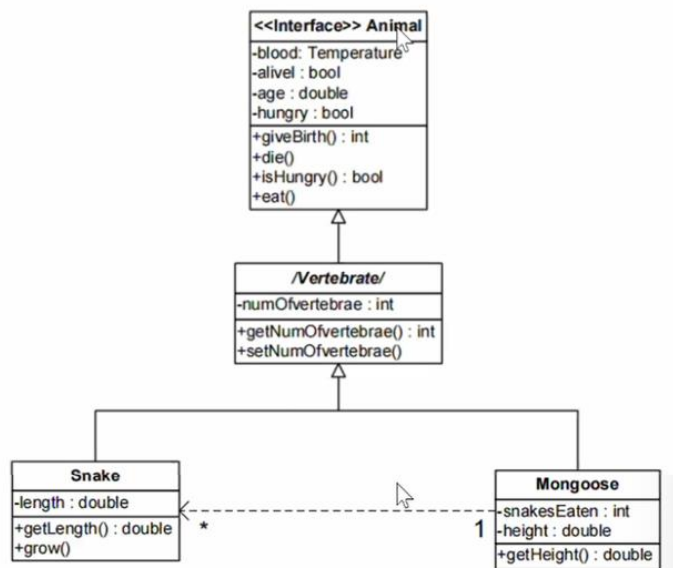 <<Interface>> Animal
-blood: Temperature
-alivel : bool
-age : double
-hungry : bool
+giveBirth() : int
+die()
+isHungry() : bool
+eat()
/Vertebrate/
-numOfvertebrae : int
+getNumOfvertebrae() : int
+setNumOfvertebrae()
Snake
-length : double
+getLength() : double
+grow()
* 1
Mongoose
-snakesEaten : int
-height : double
+getHeight() : double